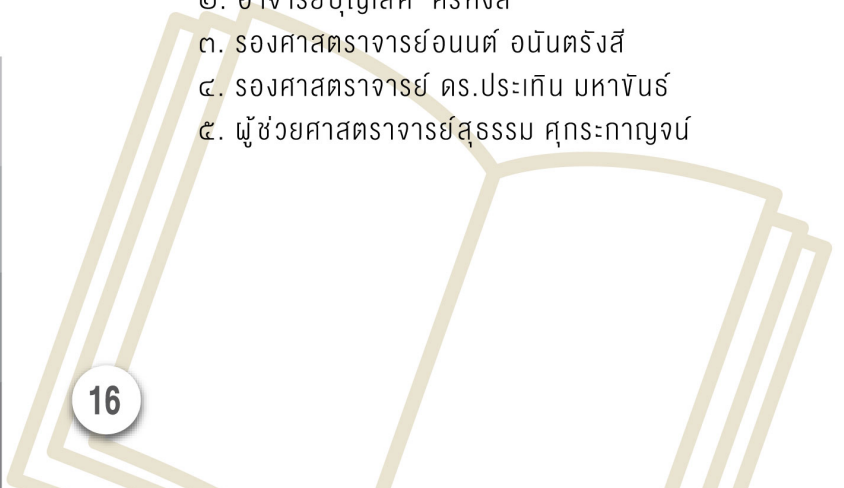 ๓. รองศาสตราจารย์อนนต์ อนันตรังสี
๔. รองศาสตราจารย์ ดร.ประเทิน มหาขันธ์
๕. ผู้ช่วยศาสตราจารย์สุธรรม ศุกระกาญจน์
16